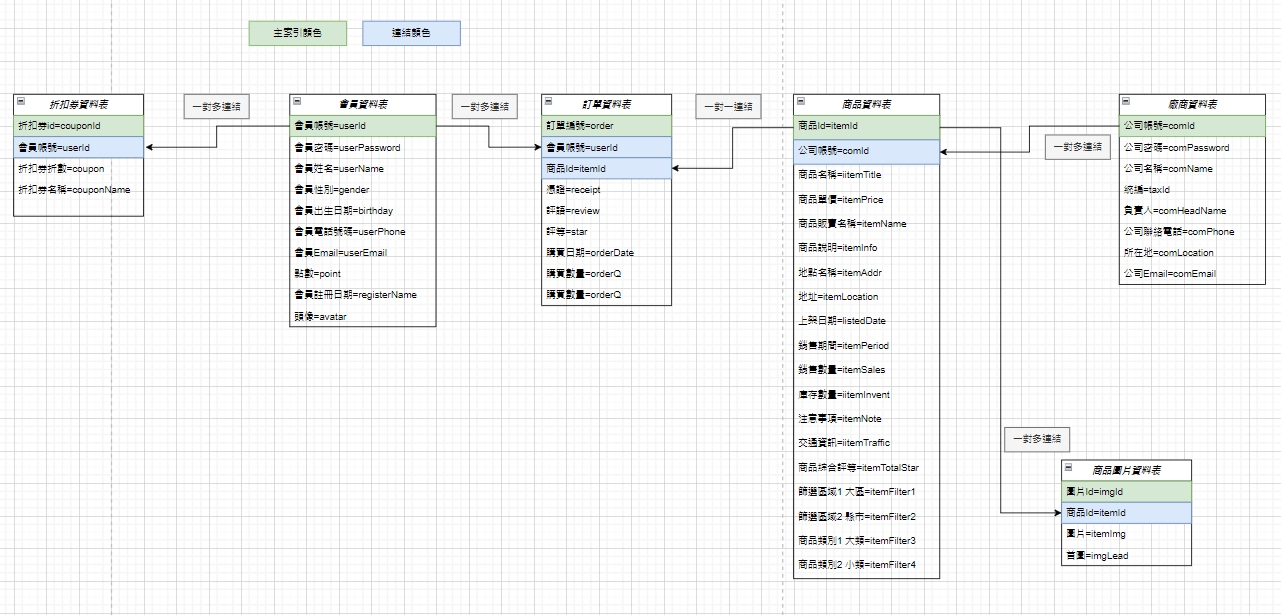 主索引顏色
連結顏色
折扣券資料表
折扣券id=couponId
會員帳號=userId
折扣券折數=coupon
折扣券名稱=couponName
一對多連結
會員資料表
會員帳號=userId
會員密碼=userPassword
會員姓名=userName
會員性別=gender
會員出生日期=birthday
會員電話號碼=userPhone
會員Email=userEmail
點數=point
會員註冊日期=registerName
頭像=avatar
一對多連結
訂單資料表
訂單編號=order
會員帳號=userId
商品Id=itemId
憑證=receipt
評語=review
評等=star
購買日期=orderDate
購買數量=orderQ
購買數量=orderQ
一對一連結
商品資料表
商品Id=itemId
公司帳號=comId
商品名稱=iitemTitle
商品單價=itemPrice
商品販賣名稱=itemName
商品說明=itemInfo
地點名稱=itemAddr
地址=itemLocation
上架日期=listedDate
銷售期間=itemPeriod
銷售數量=itemSales
庫存數量=iitemInvent
注意事項=itemNote
交通資訊=iitemTraffic
商品綜合評等=itemTotalStar
篩選區域1 大區=itemFilter1
篩選區域2 縣市=itemFilter2
商品類別1 大類=itemFilter3
商品類別2 小類=itemFilter4
一對多連結
廠商資料表
公司帳號=comId
公司密碼=comPassword
公司名稱=comName
統編=taxId
負責人=comHeadName
公司聯絡電話=comPhone
所在地=comLocation
公司Email=comEmail
一對多連結
商品圖片資料表
圖片Id=imgId
商品Id=itemId
圖片=itemImg
首圖=imgLead